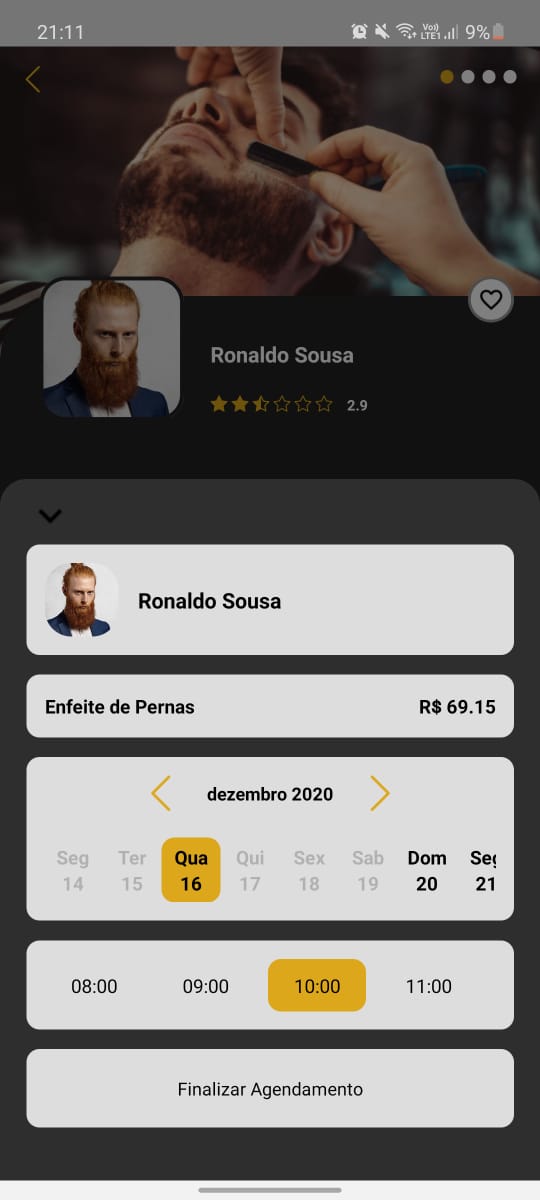 21:11 Vo) LTE1 9%
Ronaldo Sousa
2.9
Ronaldo Sousa
Enfeite de Pernas R$ 69.15
dezembro 2020
Seg Ter Qua Qui Sex Sab Dom Seg
14 15 16 17 18 19 20 21
08:00 09:00 10:00 11:00
Finalizar Agendamento